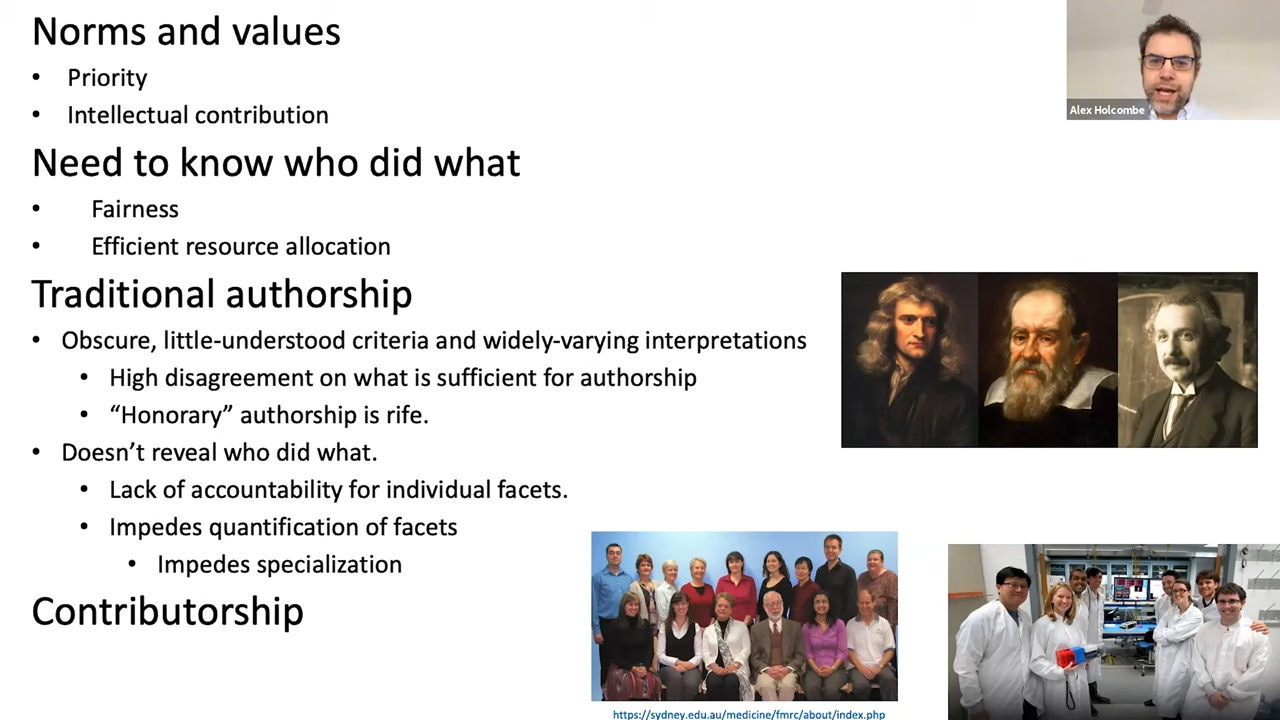 Norms and values
• Priority
• Intellectual contribution
Need to know who did what
• Fairness
• Efficient resource allocation
Traditional authorship
• Obscure, little-understood criteria and widely-varying interpretations
• High disagreement on what is sufficient for authorship
• “Honorary” authorship is rife.
• Doesn’t reveal who did what.
• Lack of accountability for individual facets.
• Impedes quantification of facets
• Impedes specialization
Contributorship
Alex Holcombe
https://sydney.edu.au/medicine/fmrc/about/index.php